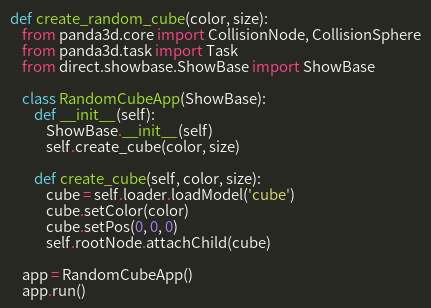 def create_random_cube(color, size):
    from panda3d.core import CollisionNode, CollisionSphere
    from panda3d.task import Task
    from direct.showbase.ShowBase import ShowBase

    class RandomCubeApp(ShowBase):
        def __init__(self):
            ShowBase.__init__(self)
            self.create_cube(color, size)

        def create_cube(self, color, size):
            cube = self.loader.loadModel('cube')
            cube.setColor(color)
            cube.setPos(0, 0, 0)
            self.rootNode.attachChild(cube)

    app = RandomCubeApp()
    app.run()